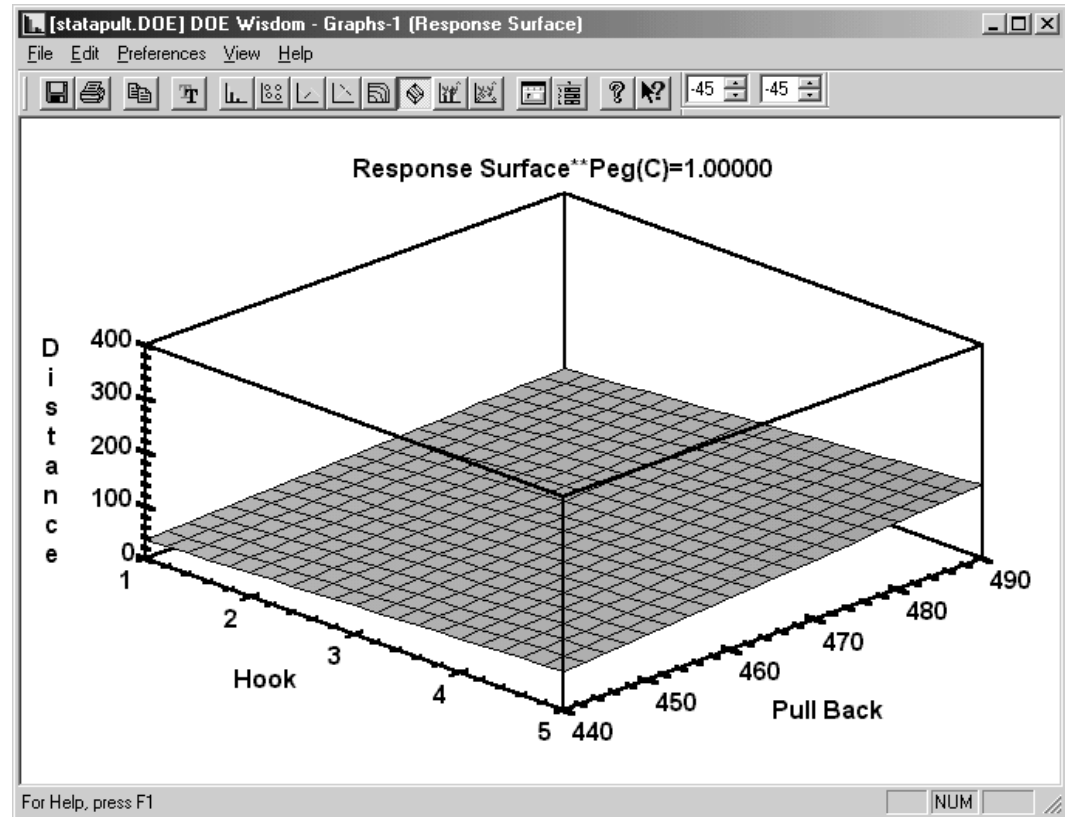 [statapult.DOE] DOE Wisdom - Graphs-1 (Response Surface)
File Edit Preferences View Help
-45 -45
Response Surface**Peg(C)=1.00000
Distance
400
300
200
100
0
1
2
3
4
5
Hook
440
450
460
470
480
490
Pull Back
For Help, press F1
NUM